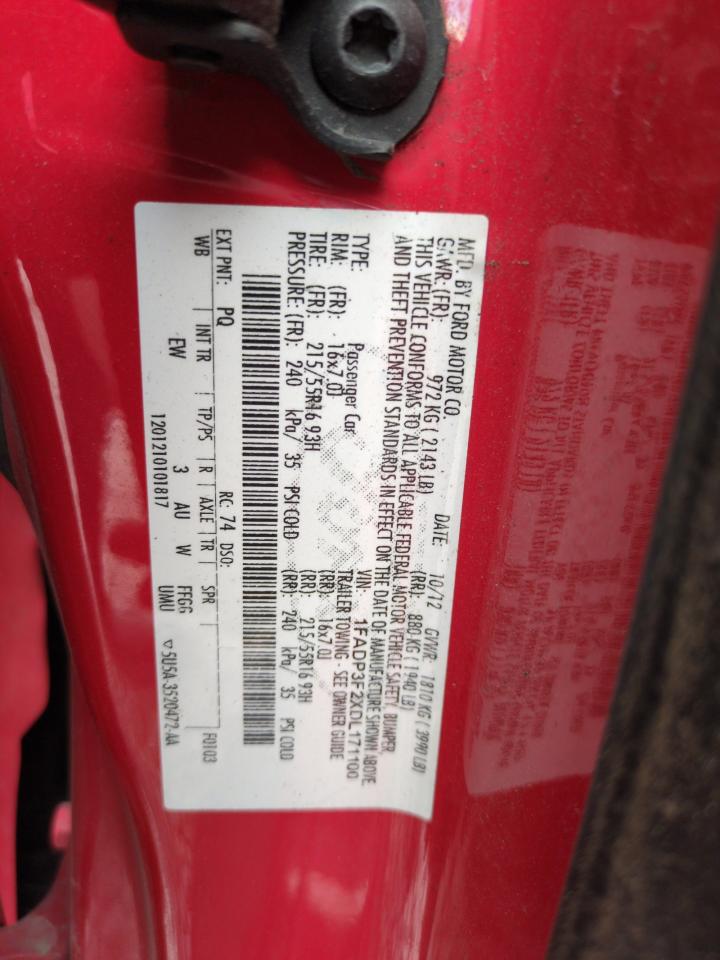 MFD. BY FORD MOTOR CO.
DATE: 10/12 GVWR: 1810 KG ( 3990 LB)
GAWR: (FR): 972 KG ( 2143 LB) (RR): 880 KG ( 1940 LB)
THIS VEHICLE CONFORMS TO ALL APPLICABLE FEDERAL MOTOR VEHICLE SAFETY, BUMPER,
AND THEFT PREVENTION STANDARDS IN EFFECT ON THE DATE OF MANUFACTURE SHOWN ABOVE
VIN: 1FADP3F2XDL171100
TYPE: Passenger Car TRAILER TOWING - SEE OWNER GUIDE
RIM: (FR): 16x7.0J (RR): 16x7.0J
TIRE: (FR): 215/55R16 93H (RR): 215/55R16 93H
PRESSURE: (FR): 240 kPa/ 35 PSI COLD (RR): 240 kPa/ 35 PSI COLD
EXT PNT: PQ RC: 74 DSO: F0103
WB INT TR TP/PS R AXLE TR SPR
EW 3 AU W FFGG
1201210101817 UMU ▽5U5A-3520472-AA